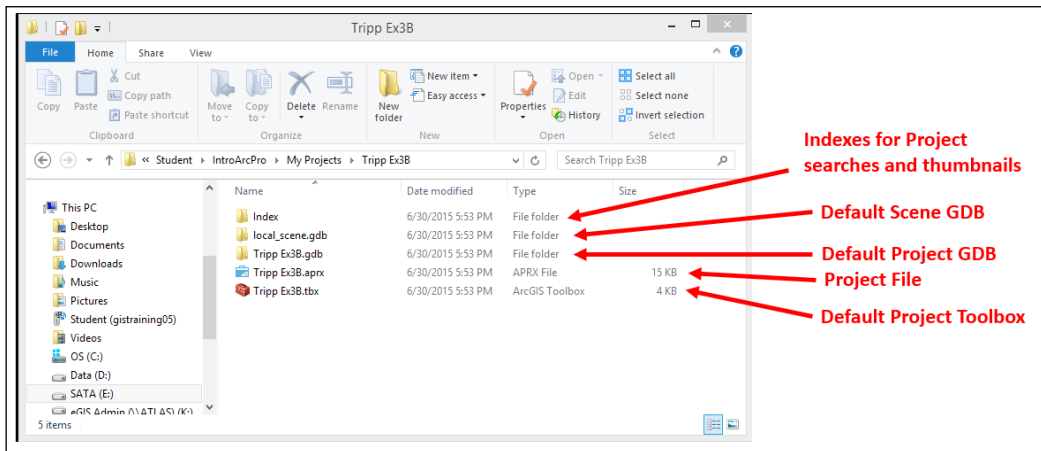 Tripp Ex3B
File Home Share View
Copy
Paste
Cut
Copy path
Paste shortcut
Clipboard
Move to
Copy to
Delete
Rename
Organize
New folder
New item
Easy access
New
Properties
Open
Edit
History
Open
Select all
Select none
Invert selection
Select
« Student IntroArcPro My Projects Tripp Ex3B
Search Tripp Ex3B
This PC
Desktop
Documents
Downloads
Music
Pictures
Student (gistraining05)
Videos
OS (C:)
Data (D:)
SATA (E:)
eGIS Admin (\\ATLAS) (K:)
Name Date modified Type Size
Index 6/30/2015 5:53 PM File folder
local_scene.gdb 6/30/2015 5:53 PM File folder
Tripp Ex3B.gdb 6/30/2015 5:53 PM File folder
Tripp Ex3B.aprx 6/30/2015 5:53 PM APRX File 15 KB
Tripp Ex3B.tbx 6/30/2015 5:53 PM ArcGIS Toolbox 4 KB
5 items
Indexes for Project
searches and thumbnails
Default Scene GDB
Default Project GDB
Project File
Default Project Toolbox